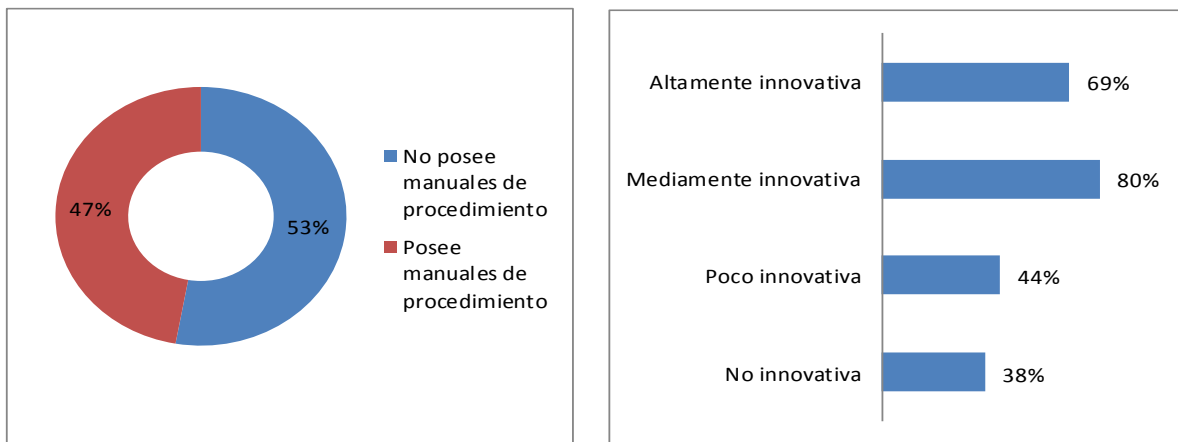 47%
53%
No posee
manuales de
procedimiento
Posee
manuales de
procedimiento
Altamente innovativa
69%
Mediamente innovativa
80%
Poco innovativa
44%
No innovativa
38%